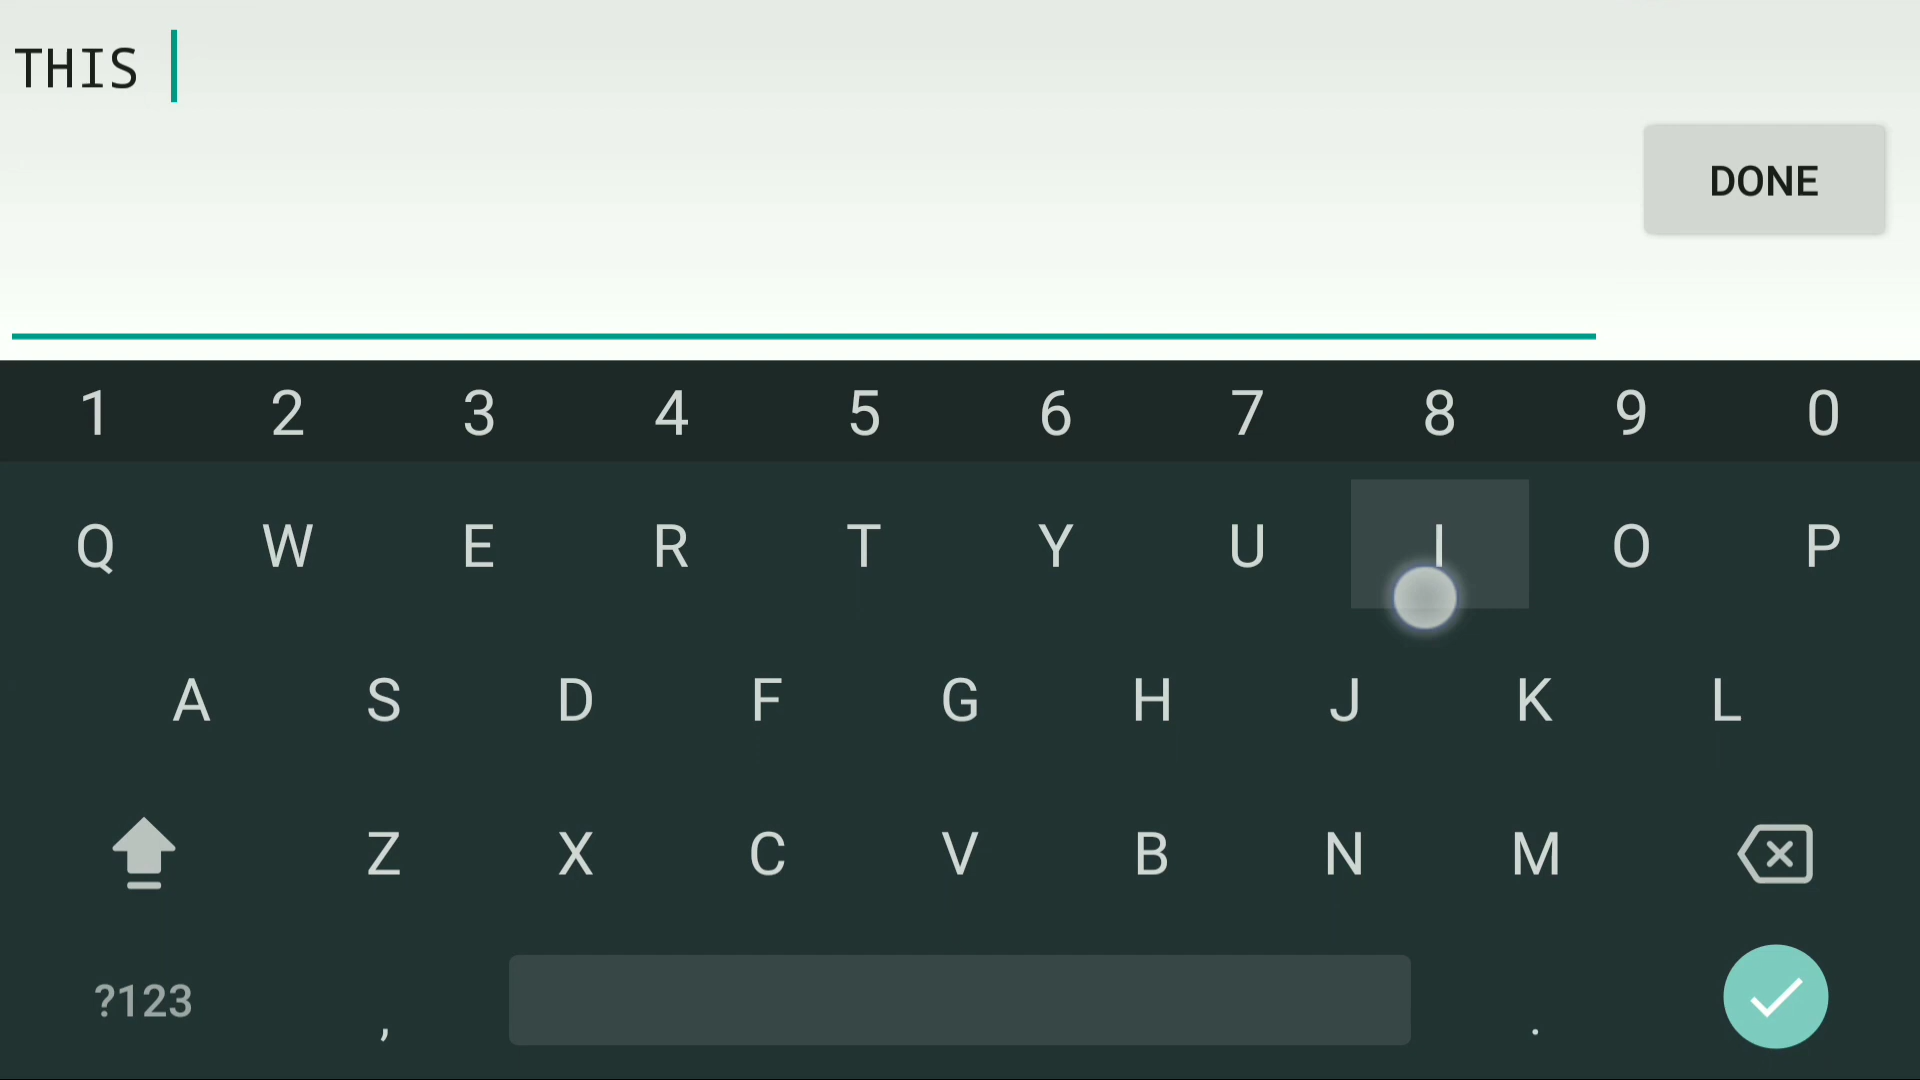 THIS
DONE
1 2 3 4 5 6 7 8 9 0
Q W E R T Y U I O P
A S D F G H J K L
Z X C V B N M
?123 , .